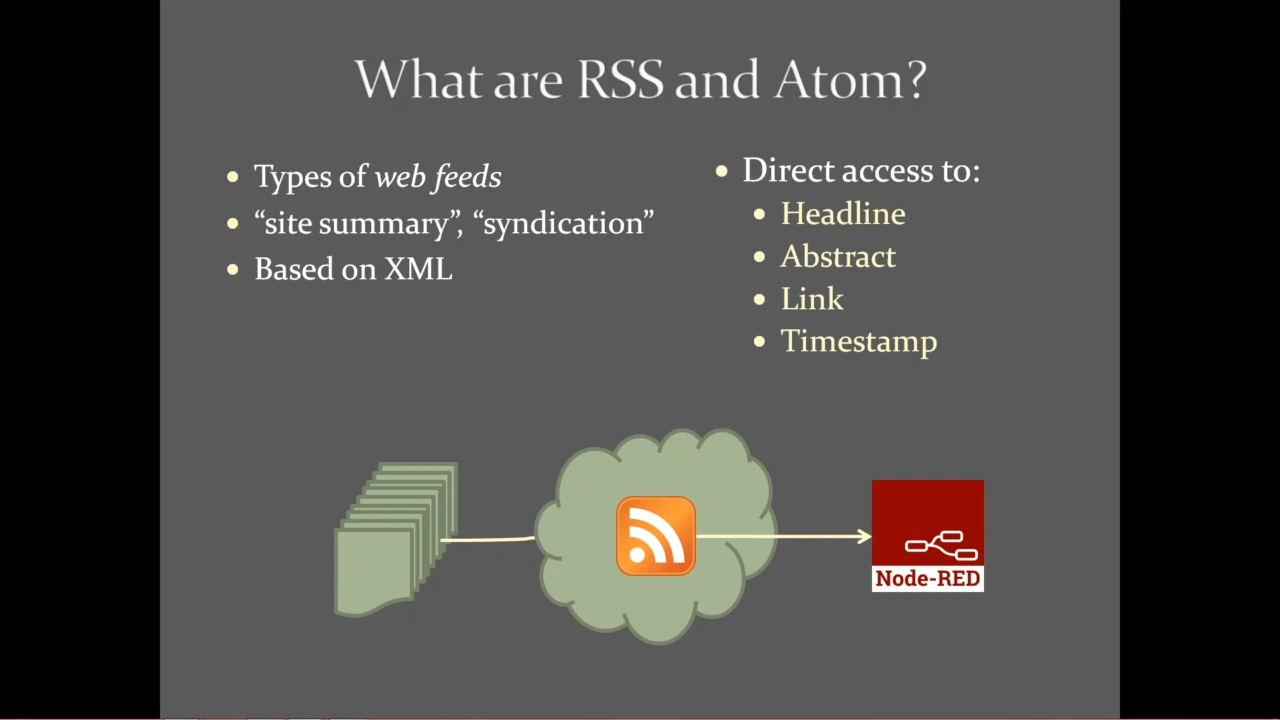 What are RSS and Atom?
Types of web feeds
“site summary”, “syndication”
Based on XML
Direct access to:
Headline
Abstract
Link
Timestamp
Node-RED